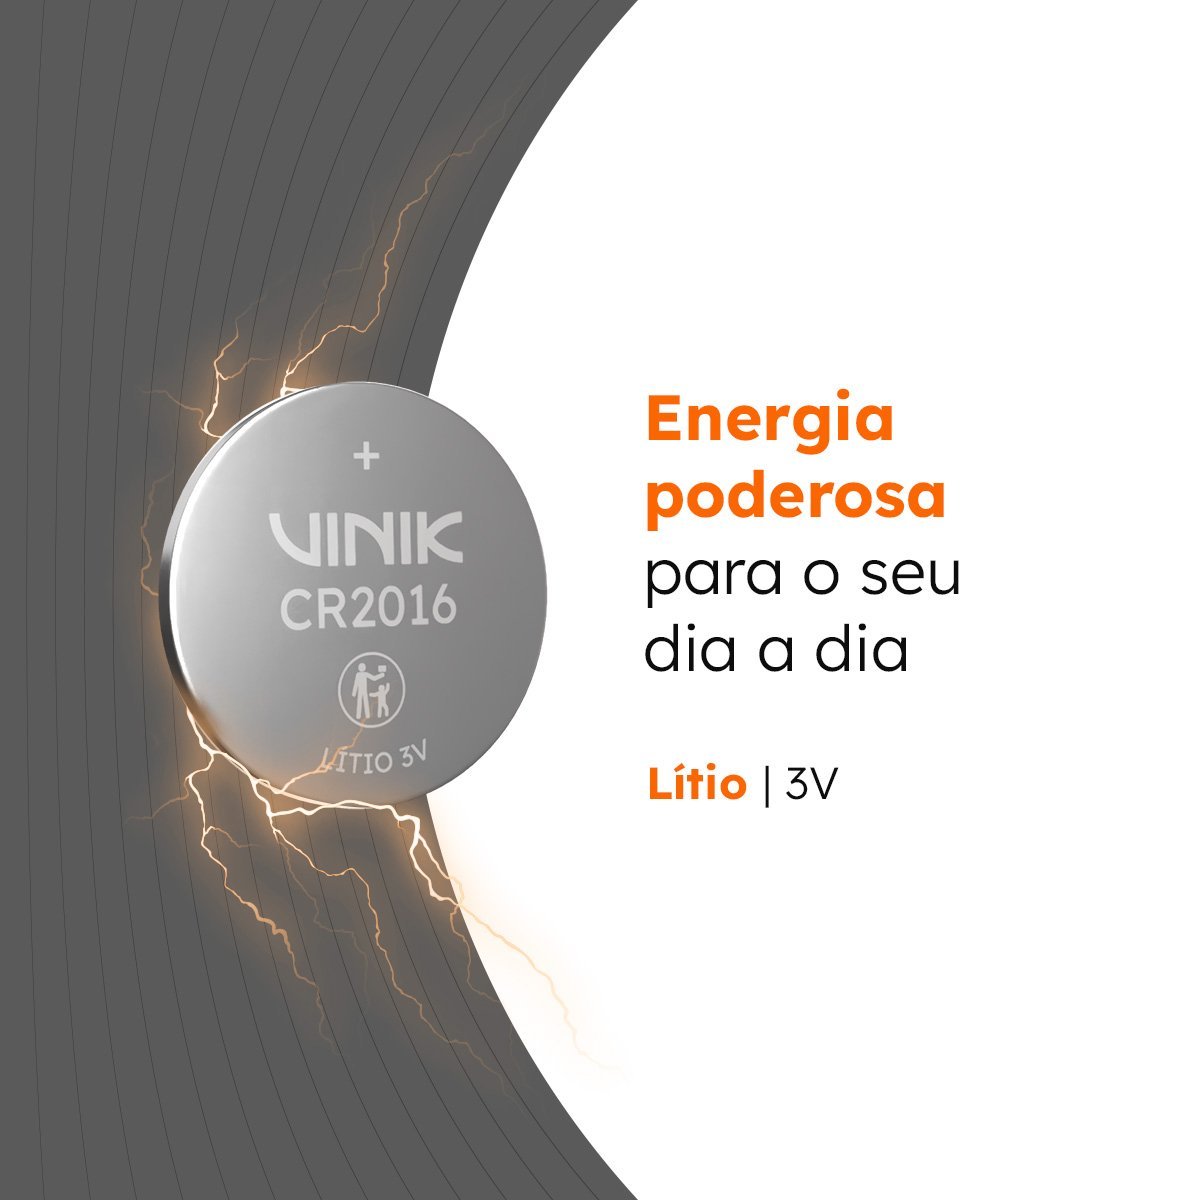 +
VINIK
CR2016
LÍTIO 3V
Energia
poderosa
para o seu
dia a dia
Lítio | 3V